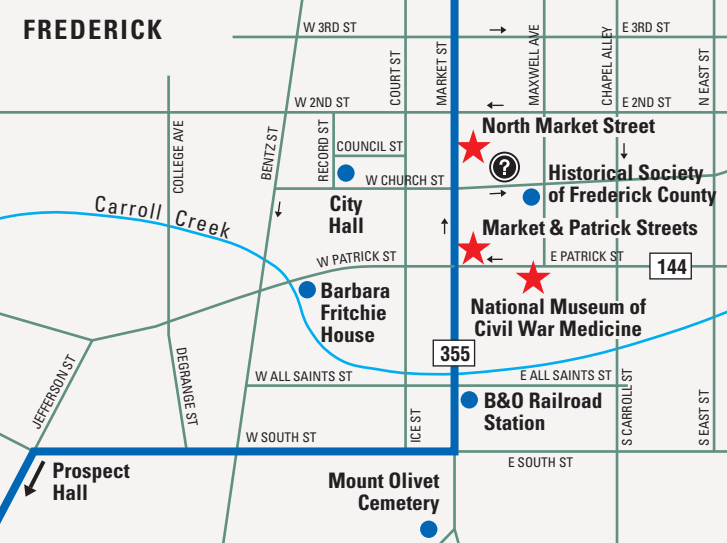 FREDERICK
W 3RD ST
E 3RD ST
COURT ST
MARKET ST
MAXWELL AVE
CHAPEL ALLEY
N EAST ST
W 2ND ST
E 2ND ST
COLLEGE AVE
BENTZ ST
RECORD ST
COUNCIL ST
North Market Street
?
W CHURCH ST
Historical Society
of Frederick County
City
Hall
Carroll Creek
Market & Patrick Streets
W PATRICK ST
E PATRICK ST
144
Barbara
Fritchie
House
National Museum of
Civil War Medicine
355
JEFFERSON ST
DEGRANGE ST
W ALL SAINTS ST
E ALL SAINTS ST
ICE ST
B&O Railroad
Station
S CARROLL ST
S EAST ST
W SOUTH ST
E SOUTH ST
Prospect
Hall
Mount Olivet
Cemetery